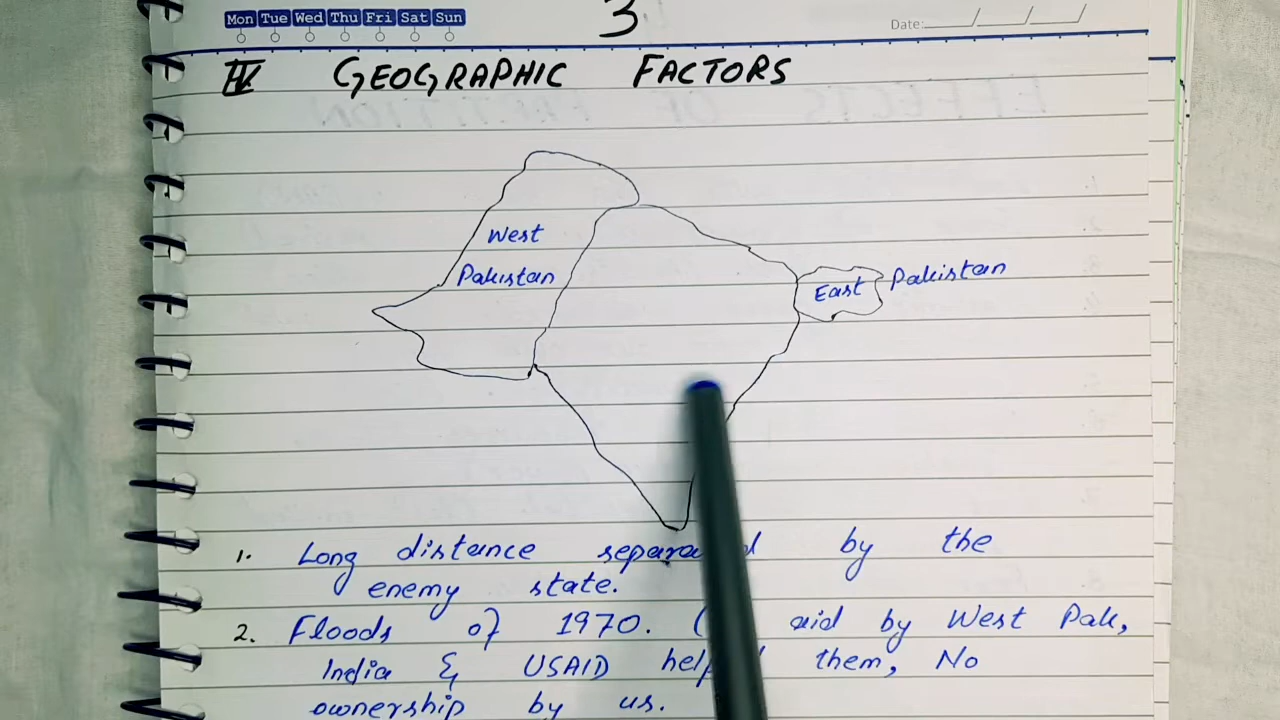 Mon Tue Wed Thu Fri Sat Sun
3
Date:
IV GEOGRAPHIC FACTORS
West
Pakistan
East Pakistan
1. Long distance by the
enemy state.
2. Floods of 1970. ( aid by West Pak,
India & USAID them, No
ownership by us.